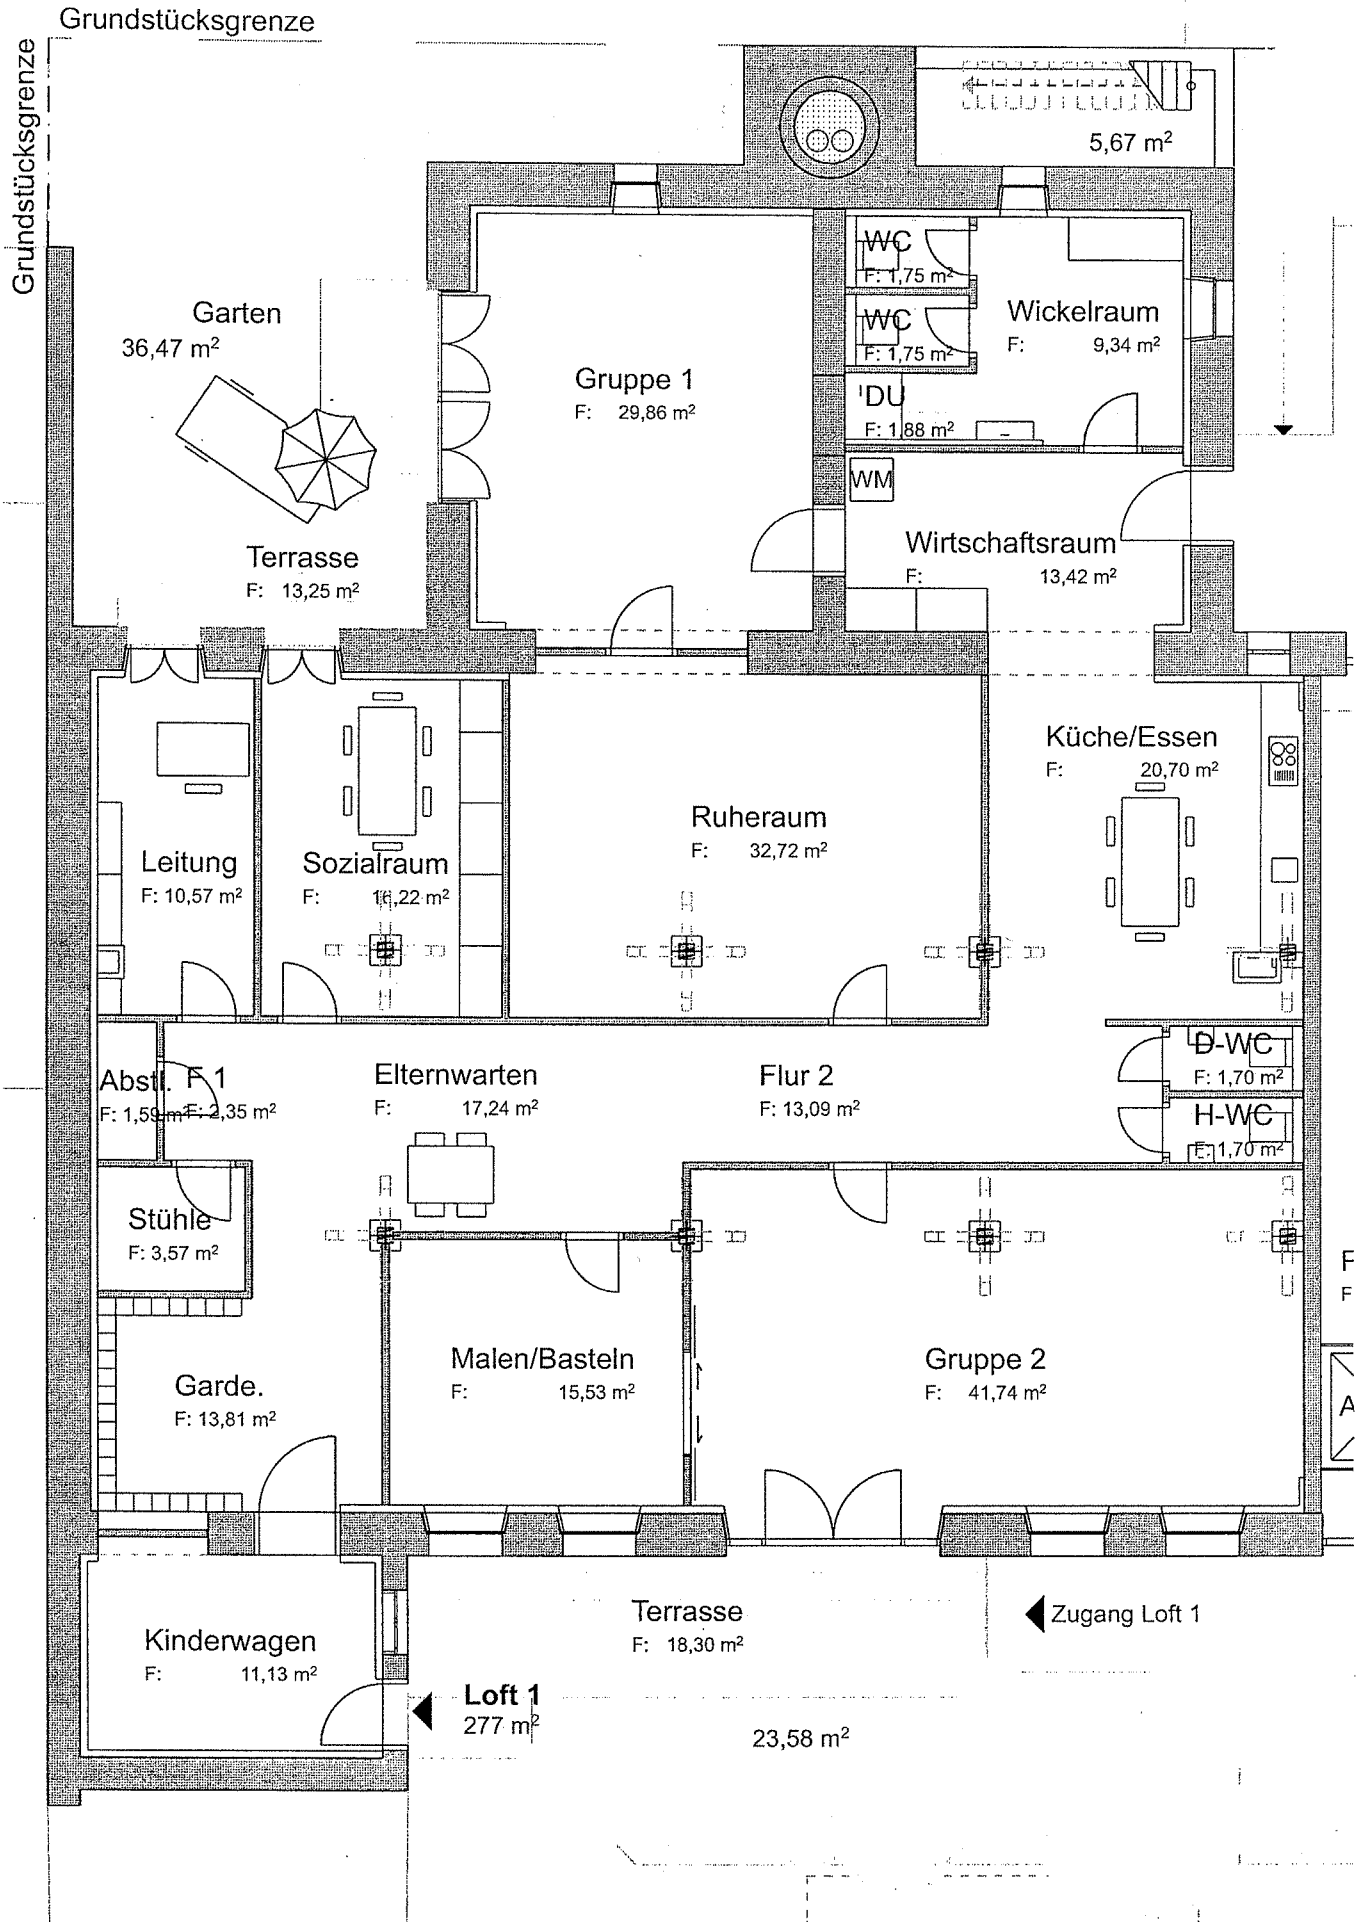 Grundstücksgrenze
Grundstücksgrenze
5,67 m²
Garten
36,47 m²
Terrasse
F: 13,25 m²
Gruppe 1
F: 29,86 m²
WC
F: 1,75 m²
WC
F: 1,75 m²
DU
F: 1,88 m²
Wickelraum
F: 9,34 m²
WM
Wirtschaftsraum
F: 13,42 m²
Leitung
F: 10,57 m²
Sozialraum
F: 16,22 m²
Ruheraum
F: 32,72 m²
Küche/Essen
F: 20,70 m²
Abstl.
F: 1,59 m²
F 1
F: 2,35 m²
Elternwarten
F: 17,24 m²
Flur 2
F: 13,09 m²
D-WC
F: 1,70 m²
H-WC
F: 1,70 m²
Stühle
F: 3,57 m²
Garde.
F: 13,81 m²
Malen/Basteln
F: 15,53 m²
Gruppe 2
F: 41,74 m²
F
F
A
Kinderwagen
F: 11,13 m²
Terrasse
F: 18,30 m²
Zugang Loft 1
Loft 1
277 m²
23,58 m²